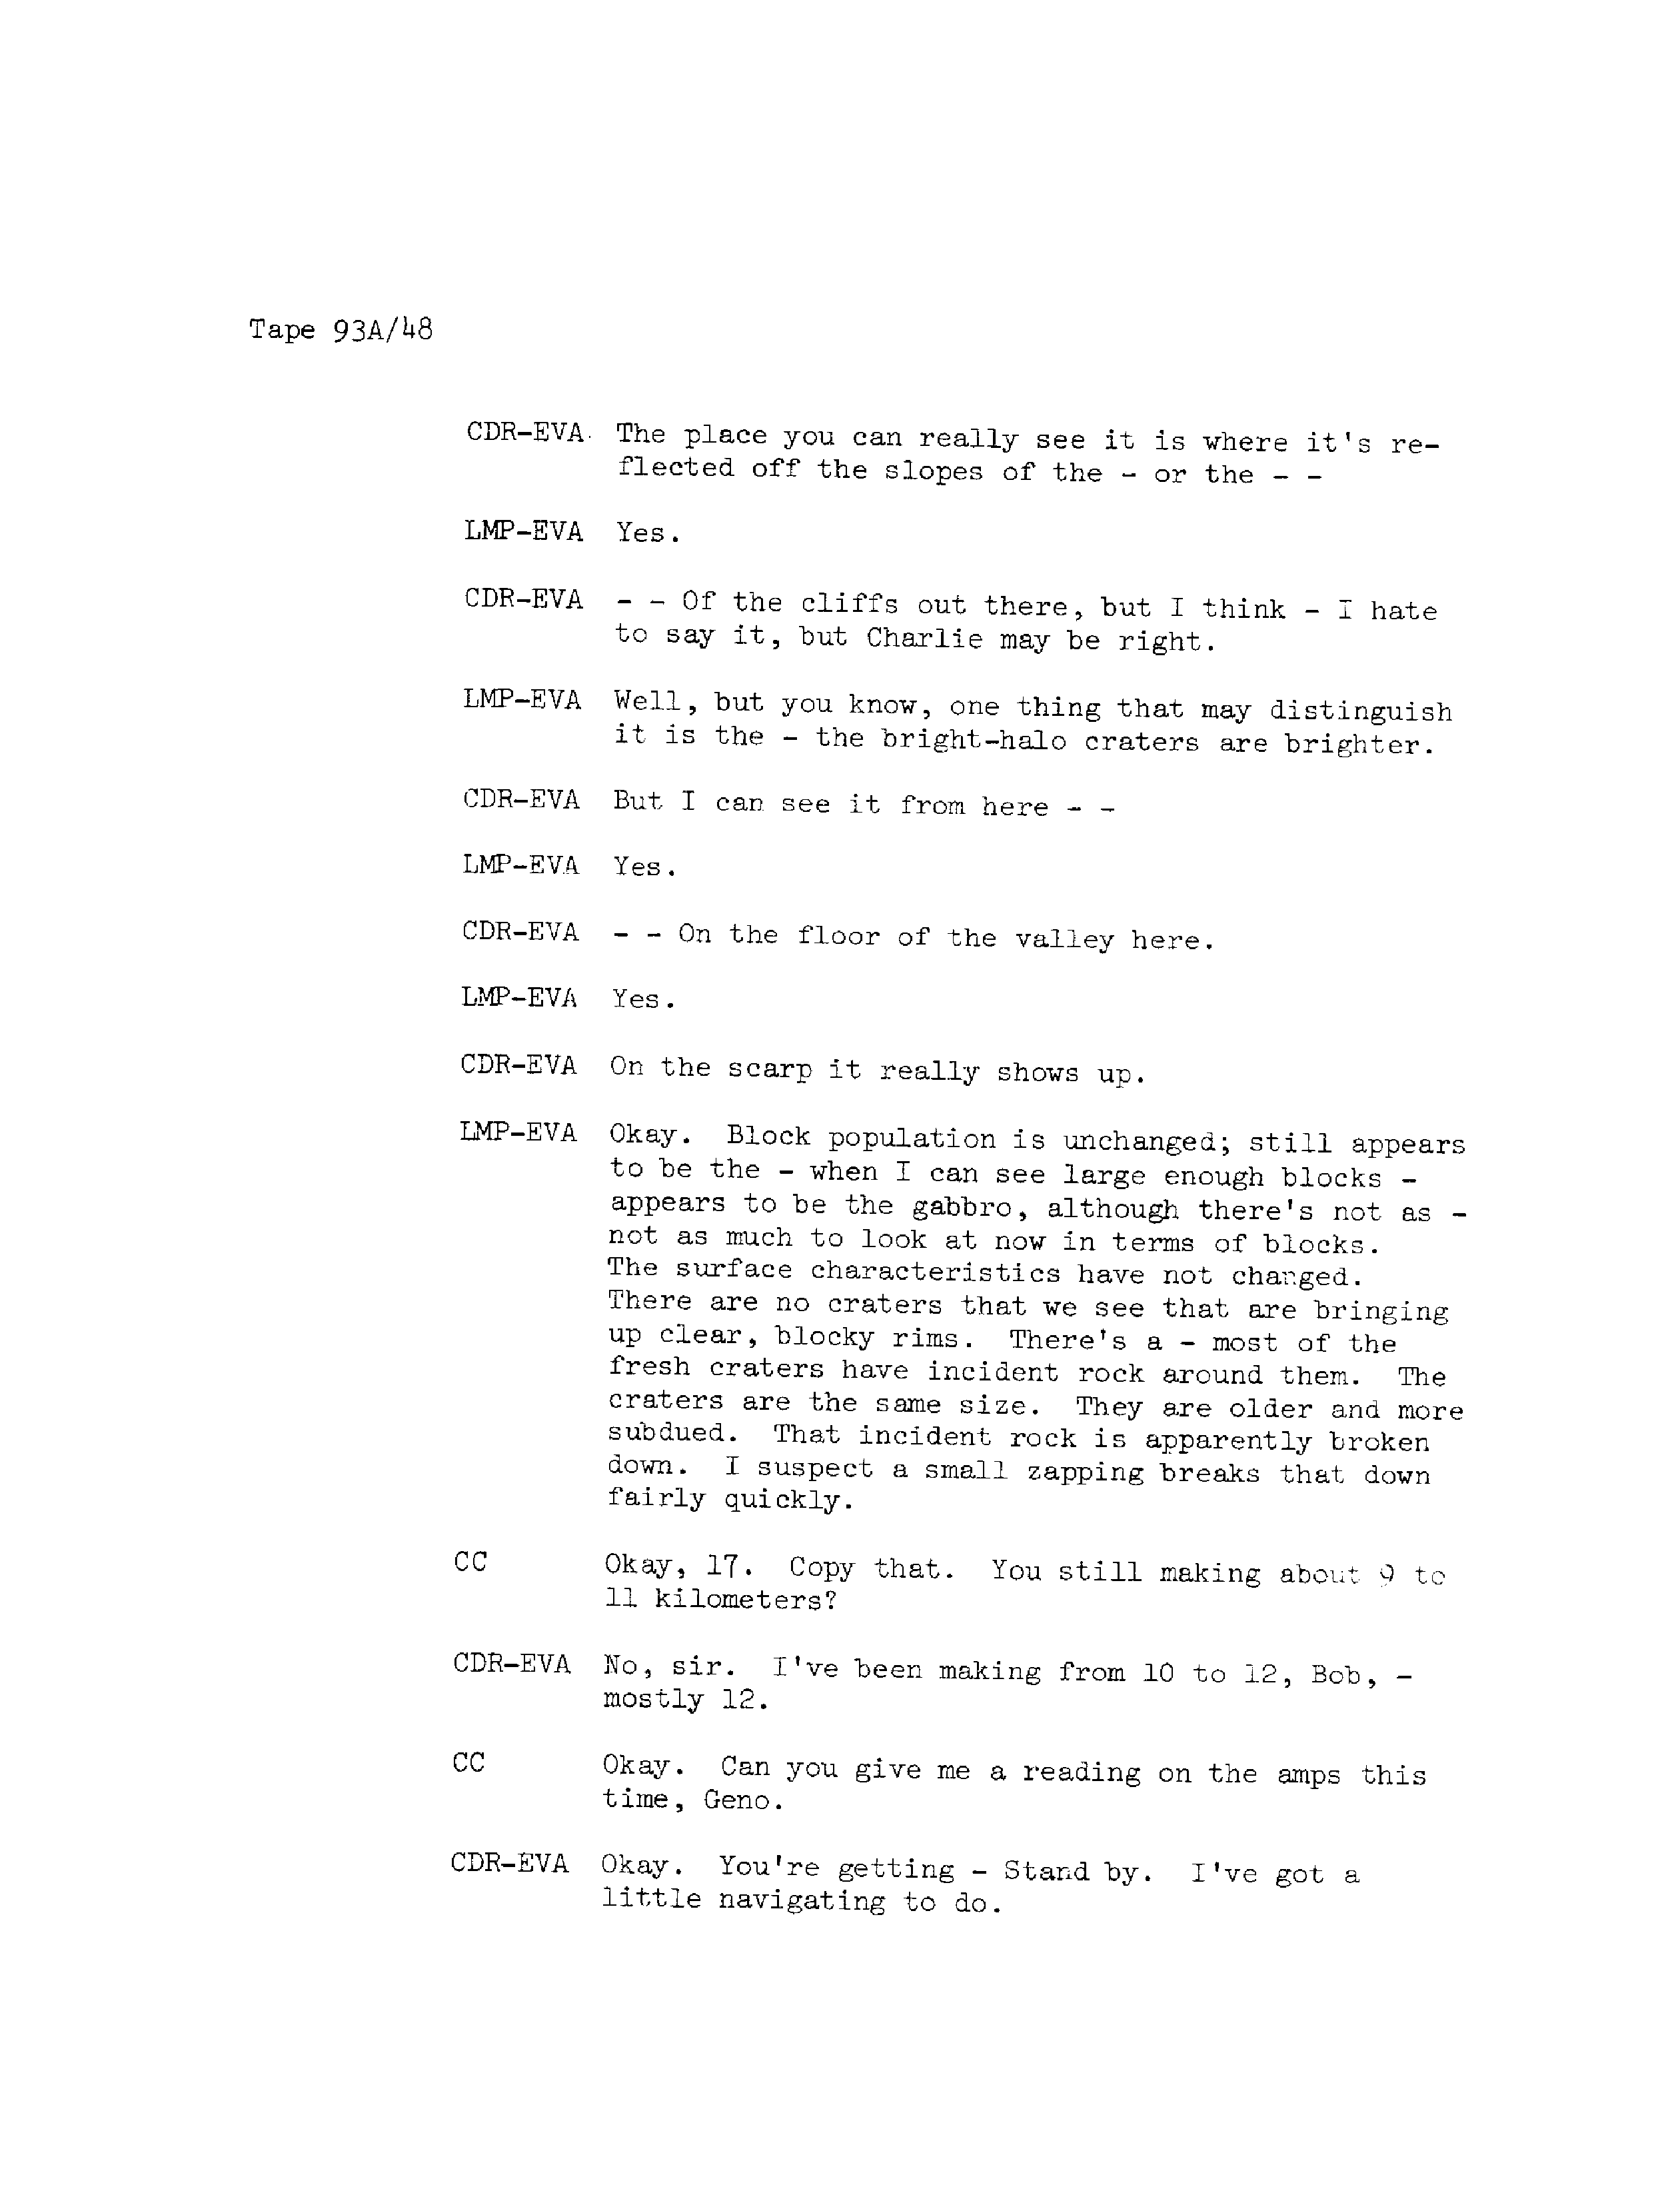 Tape 93A/48
CDR-EVA The place you can really see it is where it's re-
flected off the slopes of the - or the - -
LMP-EVA Yes.
CDR-EVA - - Of the cliffs out there, but I think - I hate
to say it, but Charlie may be right.
LMP-EVA Well, but you know, one thing that may distinguish
it is the - the bright-halo craters are brighter.
CDR-EVA But I can see it from here - -
LMP-EVA Yes.
CDR-EVA - - On the floor of the valley here.
LMP-EVA Yes.
CDR-EVA On the scarp it really shows up.
LMP-EVA Okay. Block population is unchanged; still appears
to be the - when I can see large enough blocks -
appears to be the gabbro, although there's not as -
not as much to look at now in terms of blocks.
The surface characteristics have not changed.
There are no craters that we see that are bringing
up clear, blocky rims. There's a - most of the
fresh craters have incident rock around them. The
craters are the same size. They are older and more
subdued. That incident rock is apparently broken
down. I suspect a small zapping breaks that down
fairly quickly.
CC Okay, 17. Copy that. You still making about 9 to
11 kilometers?
CDR-EVA No, sir. I've been making from 10 to 12, Bob, -
mostly 12.
CC Okay. Can you give me a reading on the amps this
time, Geno.
CDR-EVA Okay. You're getting - Stand by. I've got a
little navigating to do.